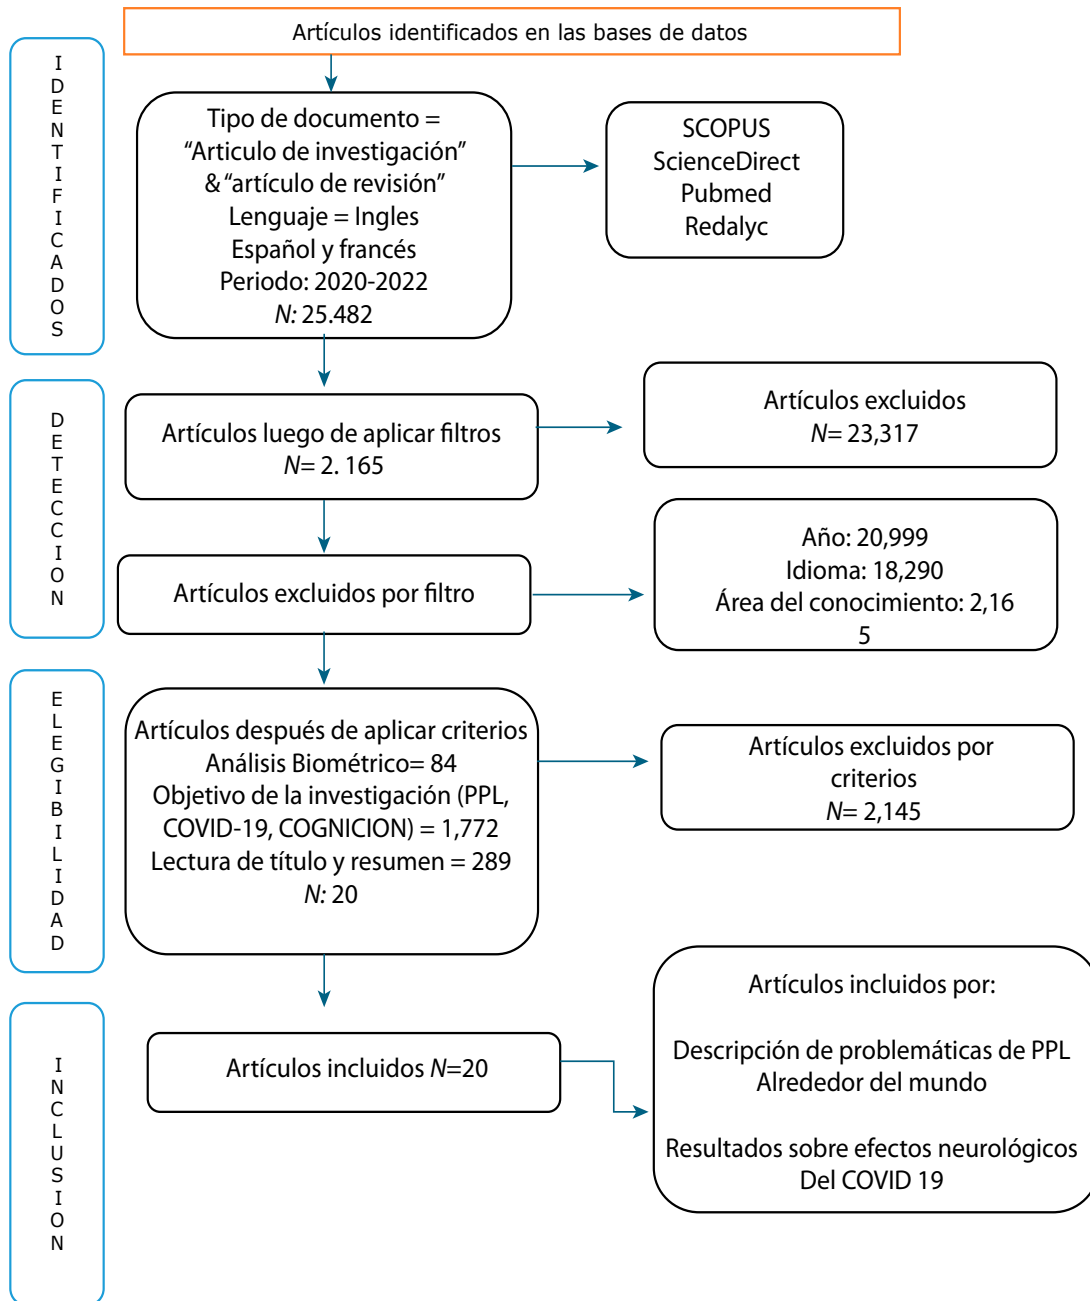 Artículos identificados en las bases de datos
IDENTIFICADOS
Tipo de documento =
“Articulo de investigación”
& “artículo de revisión”
Lenguaje = Ingles
Español y francés
Periodo: 2020-2022
N: 25.482
SCOPUS
ScienceDirect
Pubmed
Redalyc
DETECCION
Artículos luego de aplicar filtros
N= 2. 165
Artículos excluidos
N= 23,317
Artículos excluidos por filtro
Año: 20,999
Idioma: 18,290
Área del conocimiento: 2,16
5
ELEGIBILIDAD
Artículos después de aplicar criterios
Análisis Biométrico= 84
Objetivo de la investigación (PPL,
COVID-19, COGNICION) = 1,772
Lectura de título y resumen = 289
N: 20
Artículos excluidos por
criterios
N= 2,145
INCLUSION
Artículos incluidos N=20
Artículos incluidos por:
Descripción de problemáticas de PPL
Alrededor del mundo
Resultados sobre efectos neurológicos
Del COVID 19